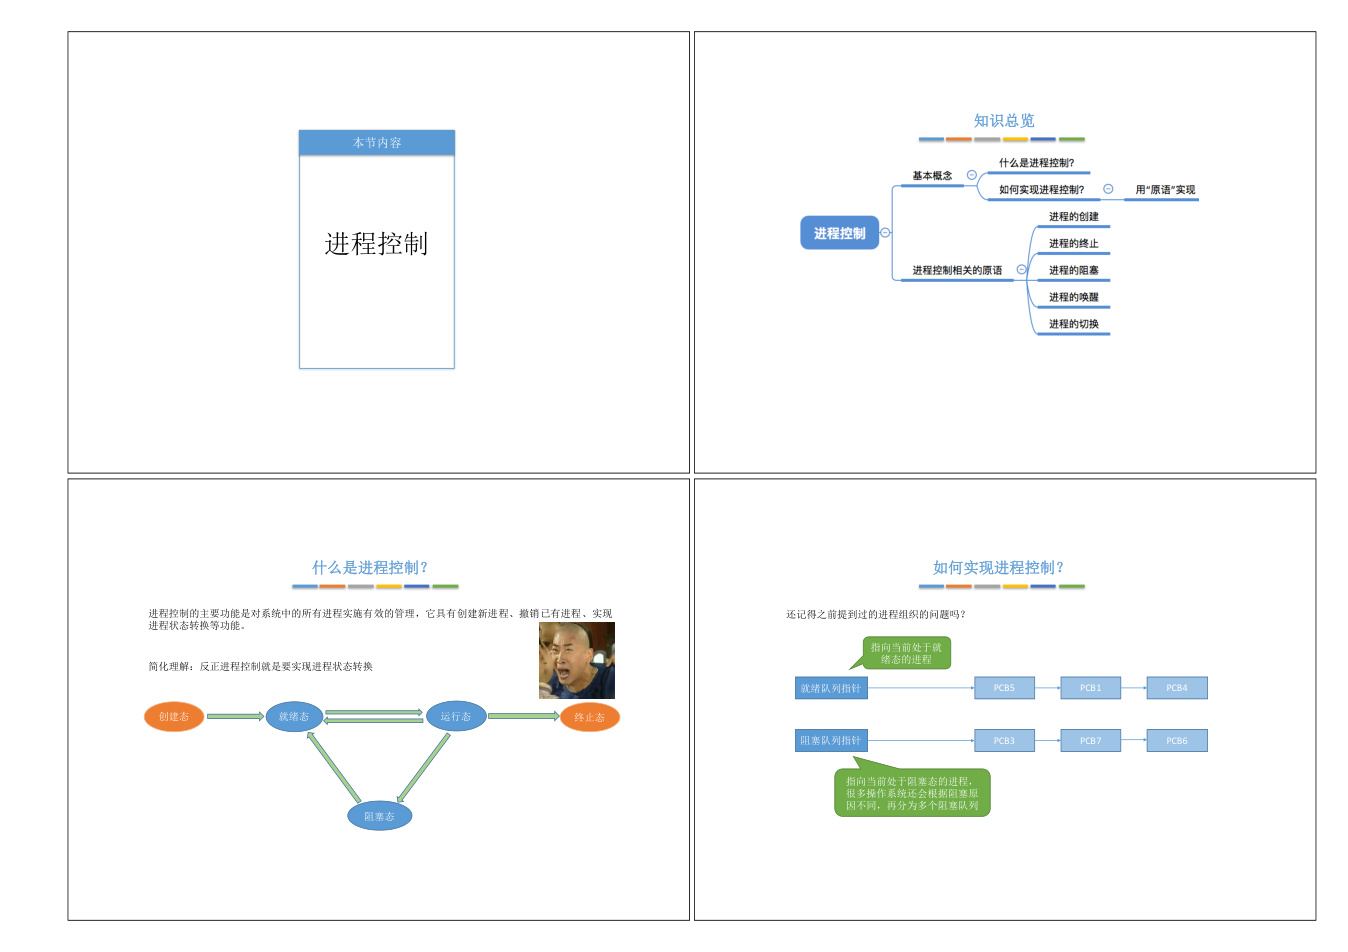 本节内容
进程控制
知识总览
什么是进程控制?
基本概念
如何实现进程控制?
用“原语”实现
进程控制
进程的创建
进程的终止
进程控制相关的原语
进程的阻塞
进程的唤醒
进程的切换
什么是进程控制?
进程控制的主要功能是对系统中的所有进程实施有效的管理，它具有创建新进程、撤销已有进程、实现
进程状态转换等功能。
简化理解：反正进程控制就是要实现进程状态转换
创建态
就绪态
运行态
终止态
阻塞态
如何实现进程控制?
还记得之前提到过的进程组织的问题吗?
指向当前处于就
绪态的进程
就绪队列指针
PCB5
PCB1
PCB4
阻塞队列指针
PCB3
PCB7
PCB6
指向当前处于阻塞态的进程，
很多操作系统还会根据阻塞原
因不同，再分为多个阻塞队列